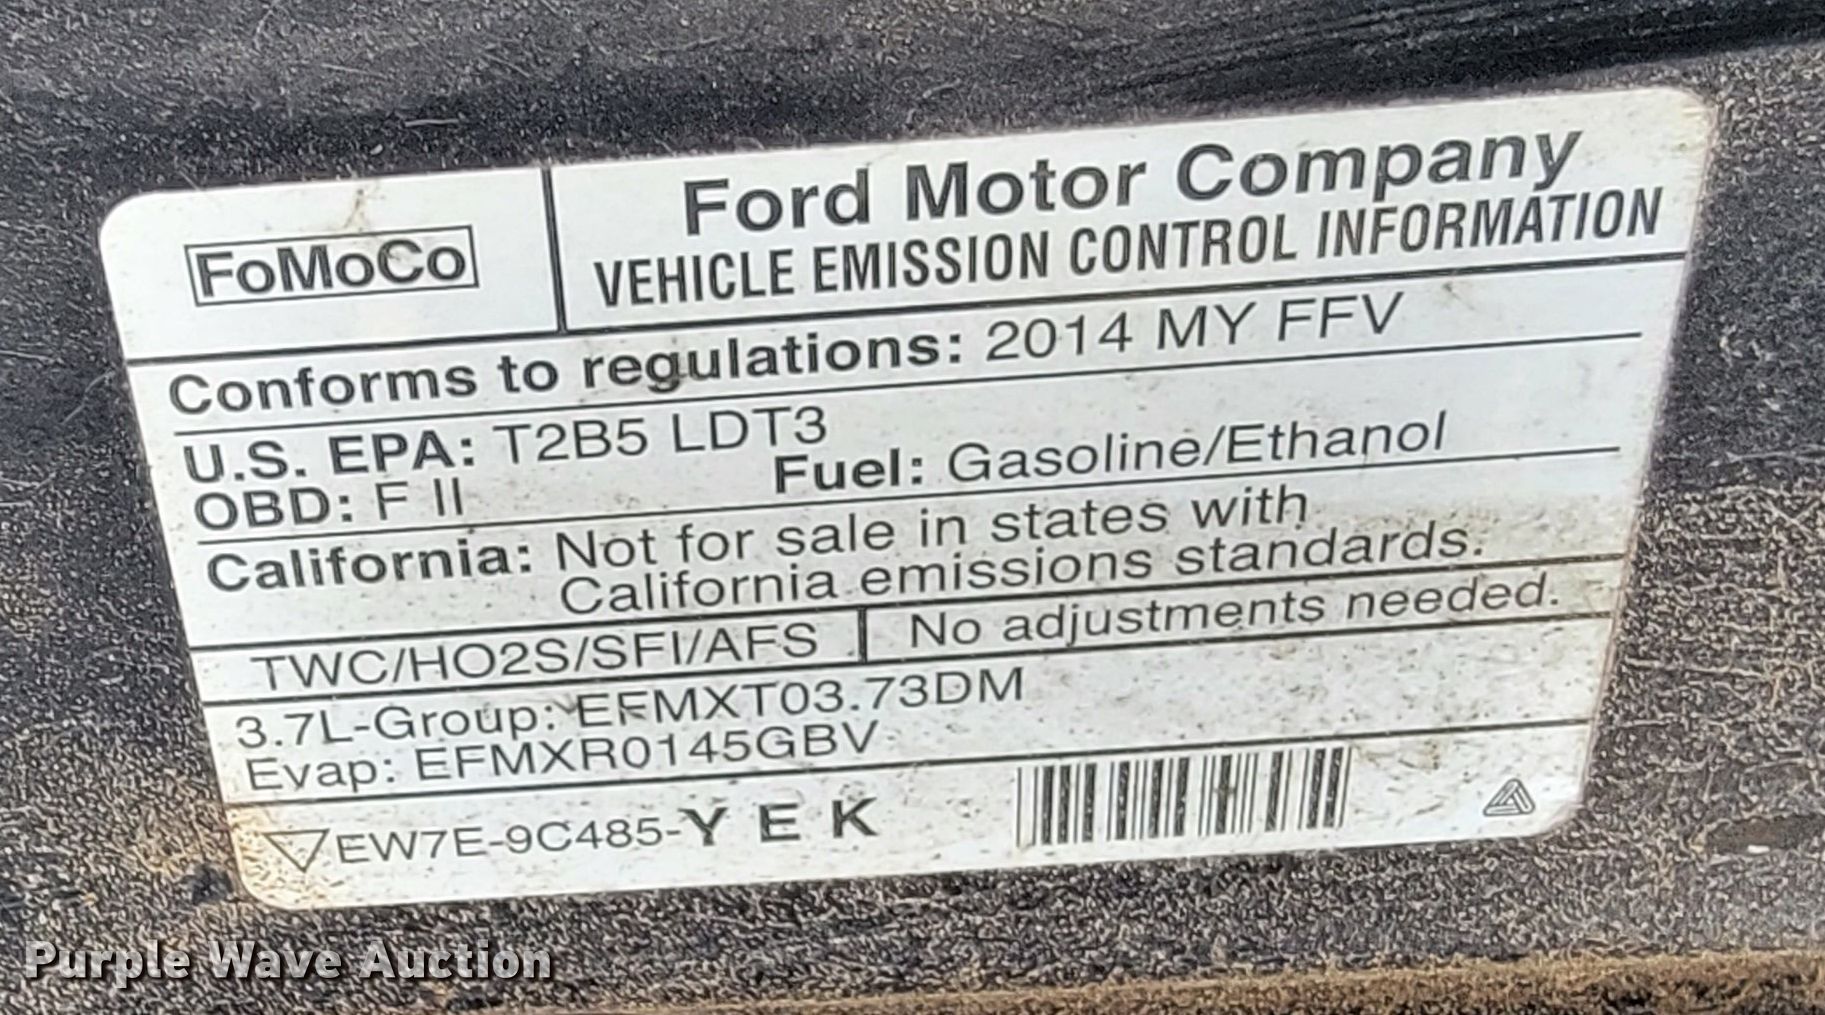 FoMoCo
Ford Motor Company
VEHICLE EMISSION CONTROL INFORMATION
Conforms to regulations: 2014 MY FFV
U.S. EPA: T2B5 LDT3
OBD: F II Fuel: Gasoline/Ethanol
California: Not for sale in states with
California emissions standards.
TWC/HO2S/SFI/AFS No adjustments needed.
3.7L-Group: EFMXT03.73DM
Evap: EFMXR0145GBV
EW7E-9C485-Y E K
Purple Wave Auction